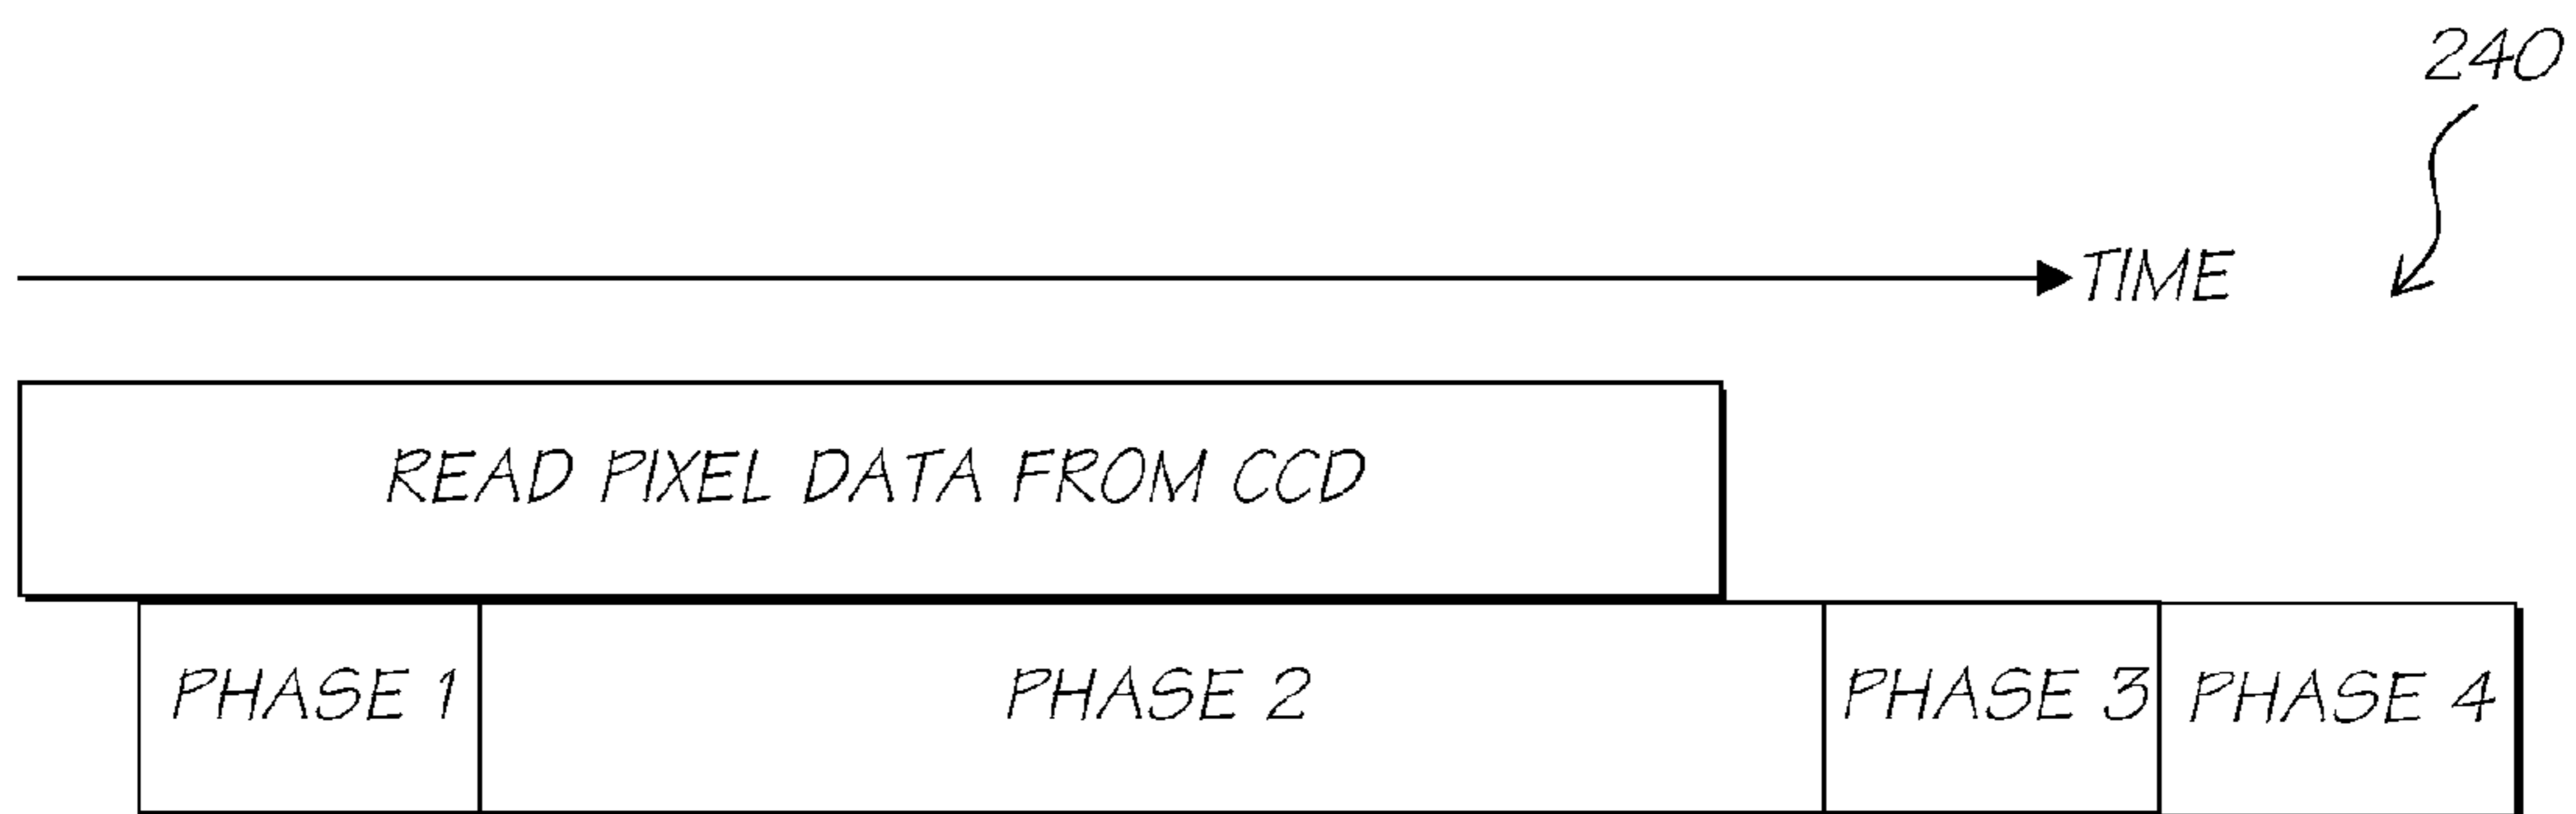 240
TIME
READ PIXEL DATA FROM CCD
PHASE 1 PHASE 2 PHASE 3 PHASE 4